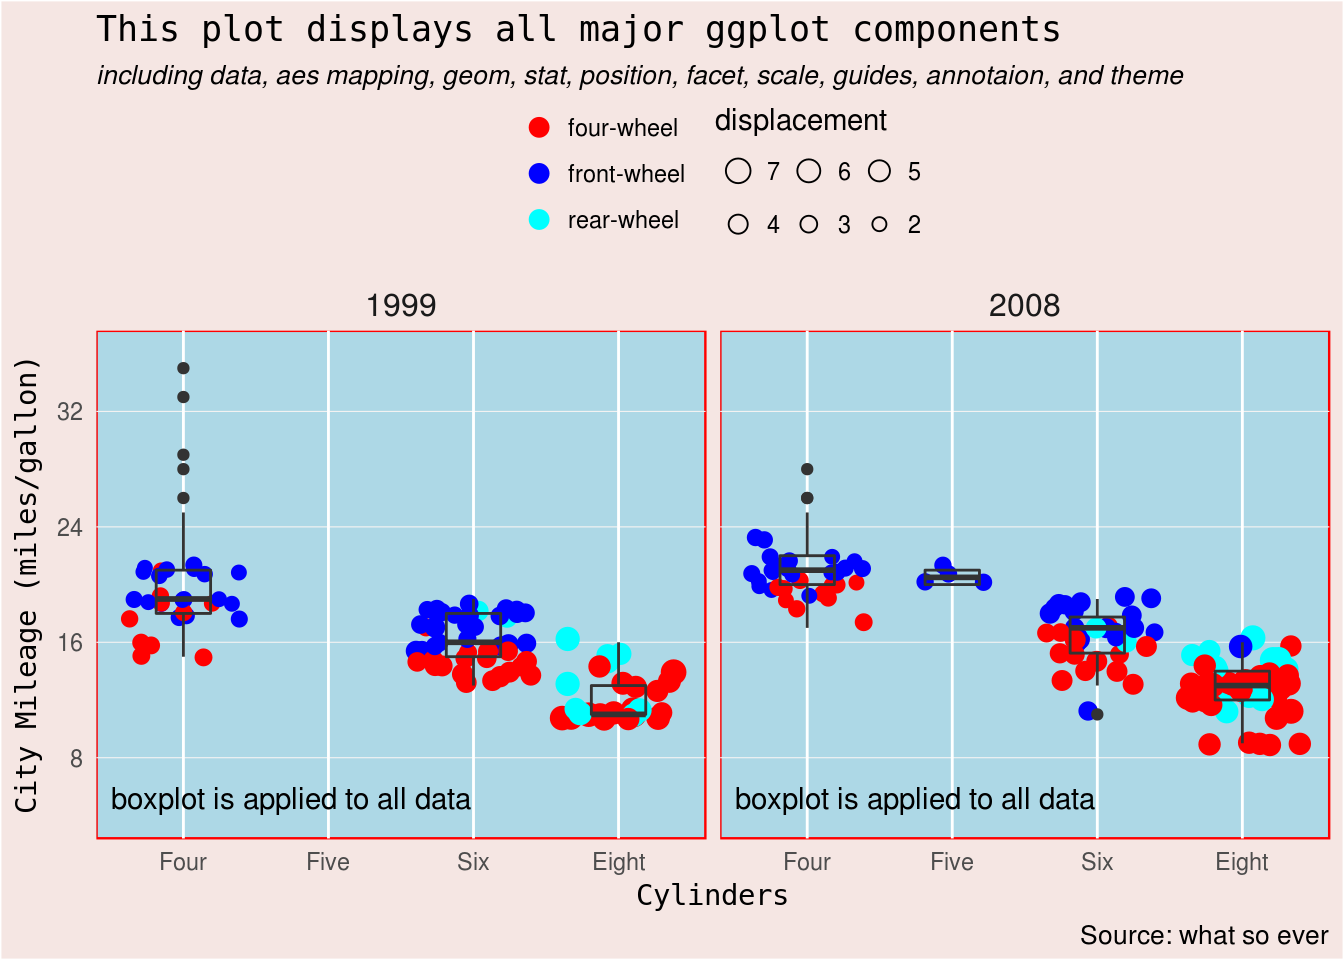 This plot displays all major ggplot components
including data, aes mapping, geom, stat, position, facet, scale, guides, annotaion, and theme
four-wheel
front-wheel
rear-wheel
displacement
7 6 5
4 3 2
1999 2008
City Mileage (miles/gallon)
32
24
16
8
boxplot is applied to all data boxplot is applied to all data
Four Five Six Eight Four Five Six Eight
Cylinders
Source: what so ever